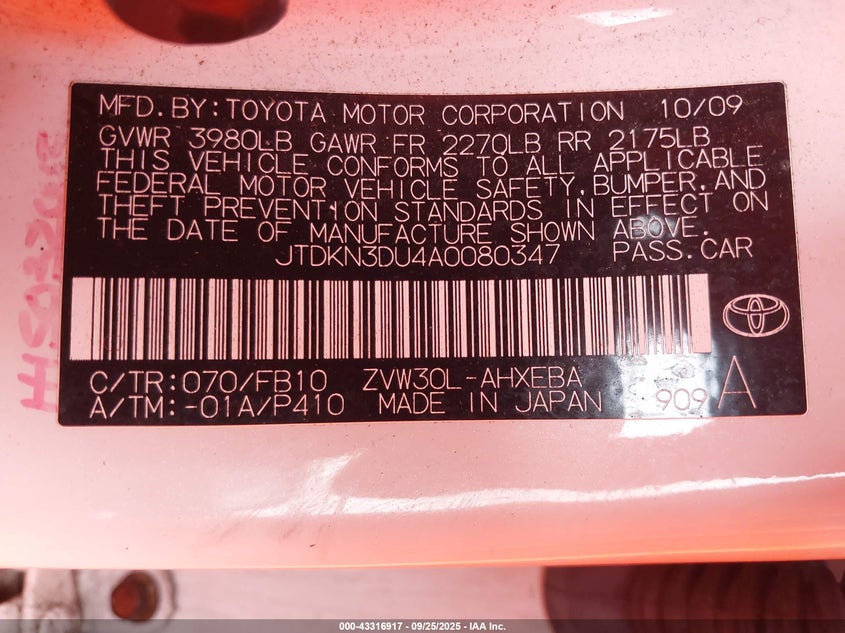 MFD.BY:TOYOTA MOTOR CORPORATION 10/09
GVWR 3980LB GAWR FR 2270LB RR 2175LB
THIS VEHICLE CONFORMS TO ALL APPLICABLE
FEDERAL MOTOR VEHICLE SAFETY,BUMPER,AND
THEFT PREVENTION STANDARDS IN EFFECT ON
THE DATE OF MANUFACTURE SHOWN ABOVE.
JTDKN3DU4A0080347 PASS.CAR
C/TR:070/FB10 ZVW30L-AHXEBA
A/TM:-01A/P410 MADE IN JAPAN 909 A
000-43316917 - 09/25/2025 - IAA Inc.